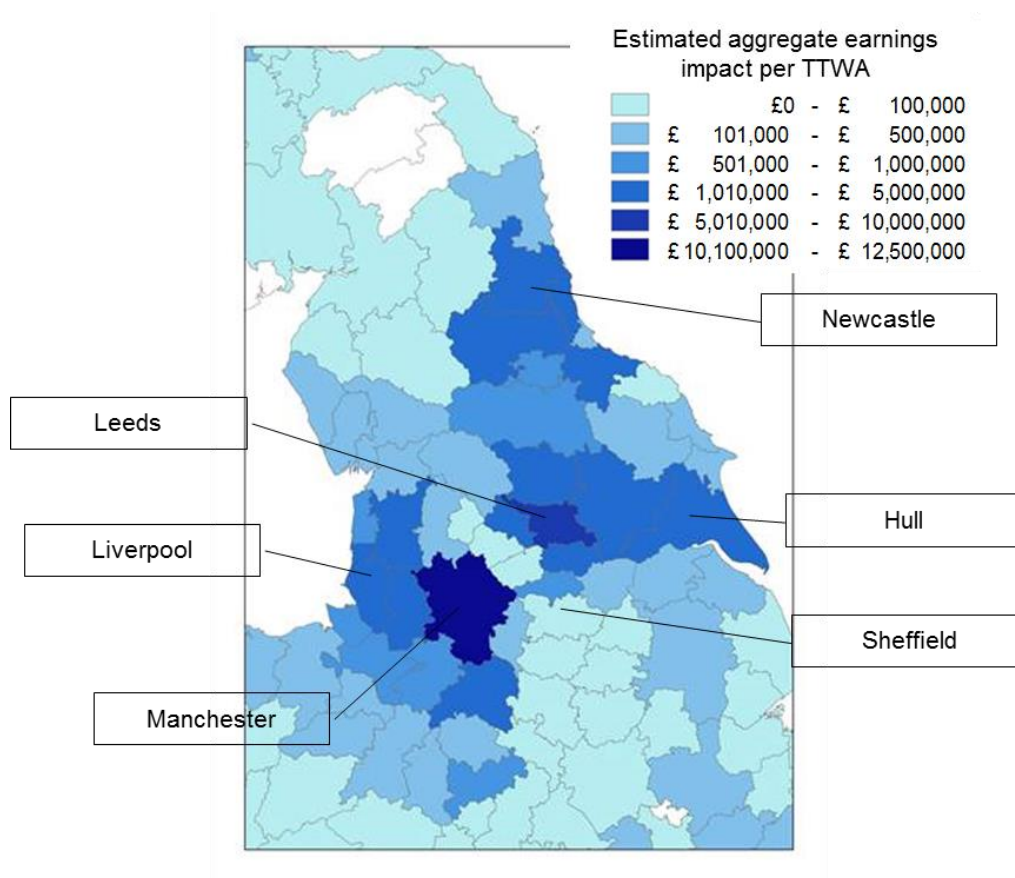 Estimated aggregate earnings
impact per TTWA
£0 - £ 100,000
£ 101,000 - £ 500,000
£ 501,000 - £ 1,000,000
£ 1,010,000 - £ 5,000,000
£ 5,010,000 - £ 10,000,000
£ 10,100,000 - £ 12,500,000
Newcastle
Leeds
Hull
Liverpool
Sheffield
Manchester